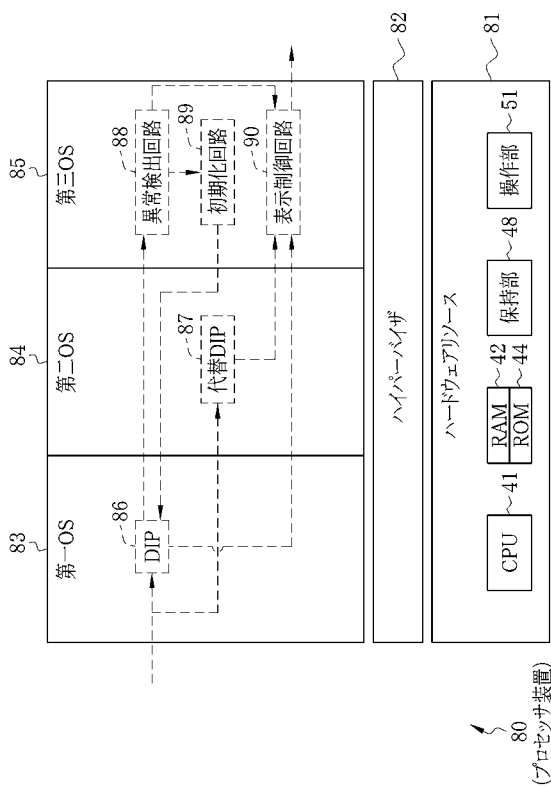 80
(プロセッサ装置)
83
第一OS
84
第二OS
85
第三OS
86
DIP
87
代替DIP
88
異常検出回路
89
初期化回路
90
表示制御回路
82
ハイパーバイザ
81
ハードウェアリソース
41
CPU
42
RAM
44
ROM
48
保持部
51
操作部